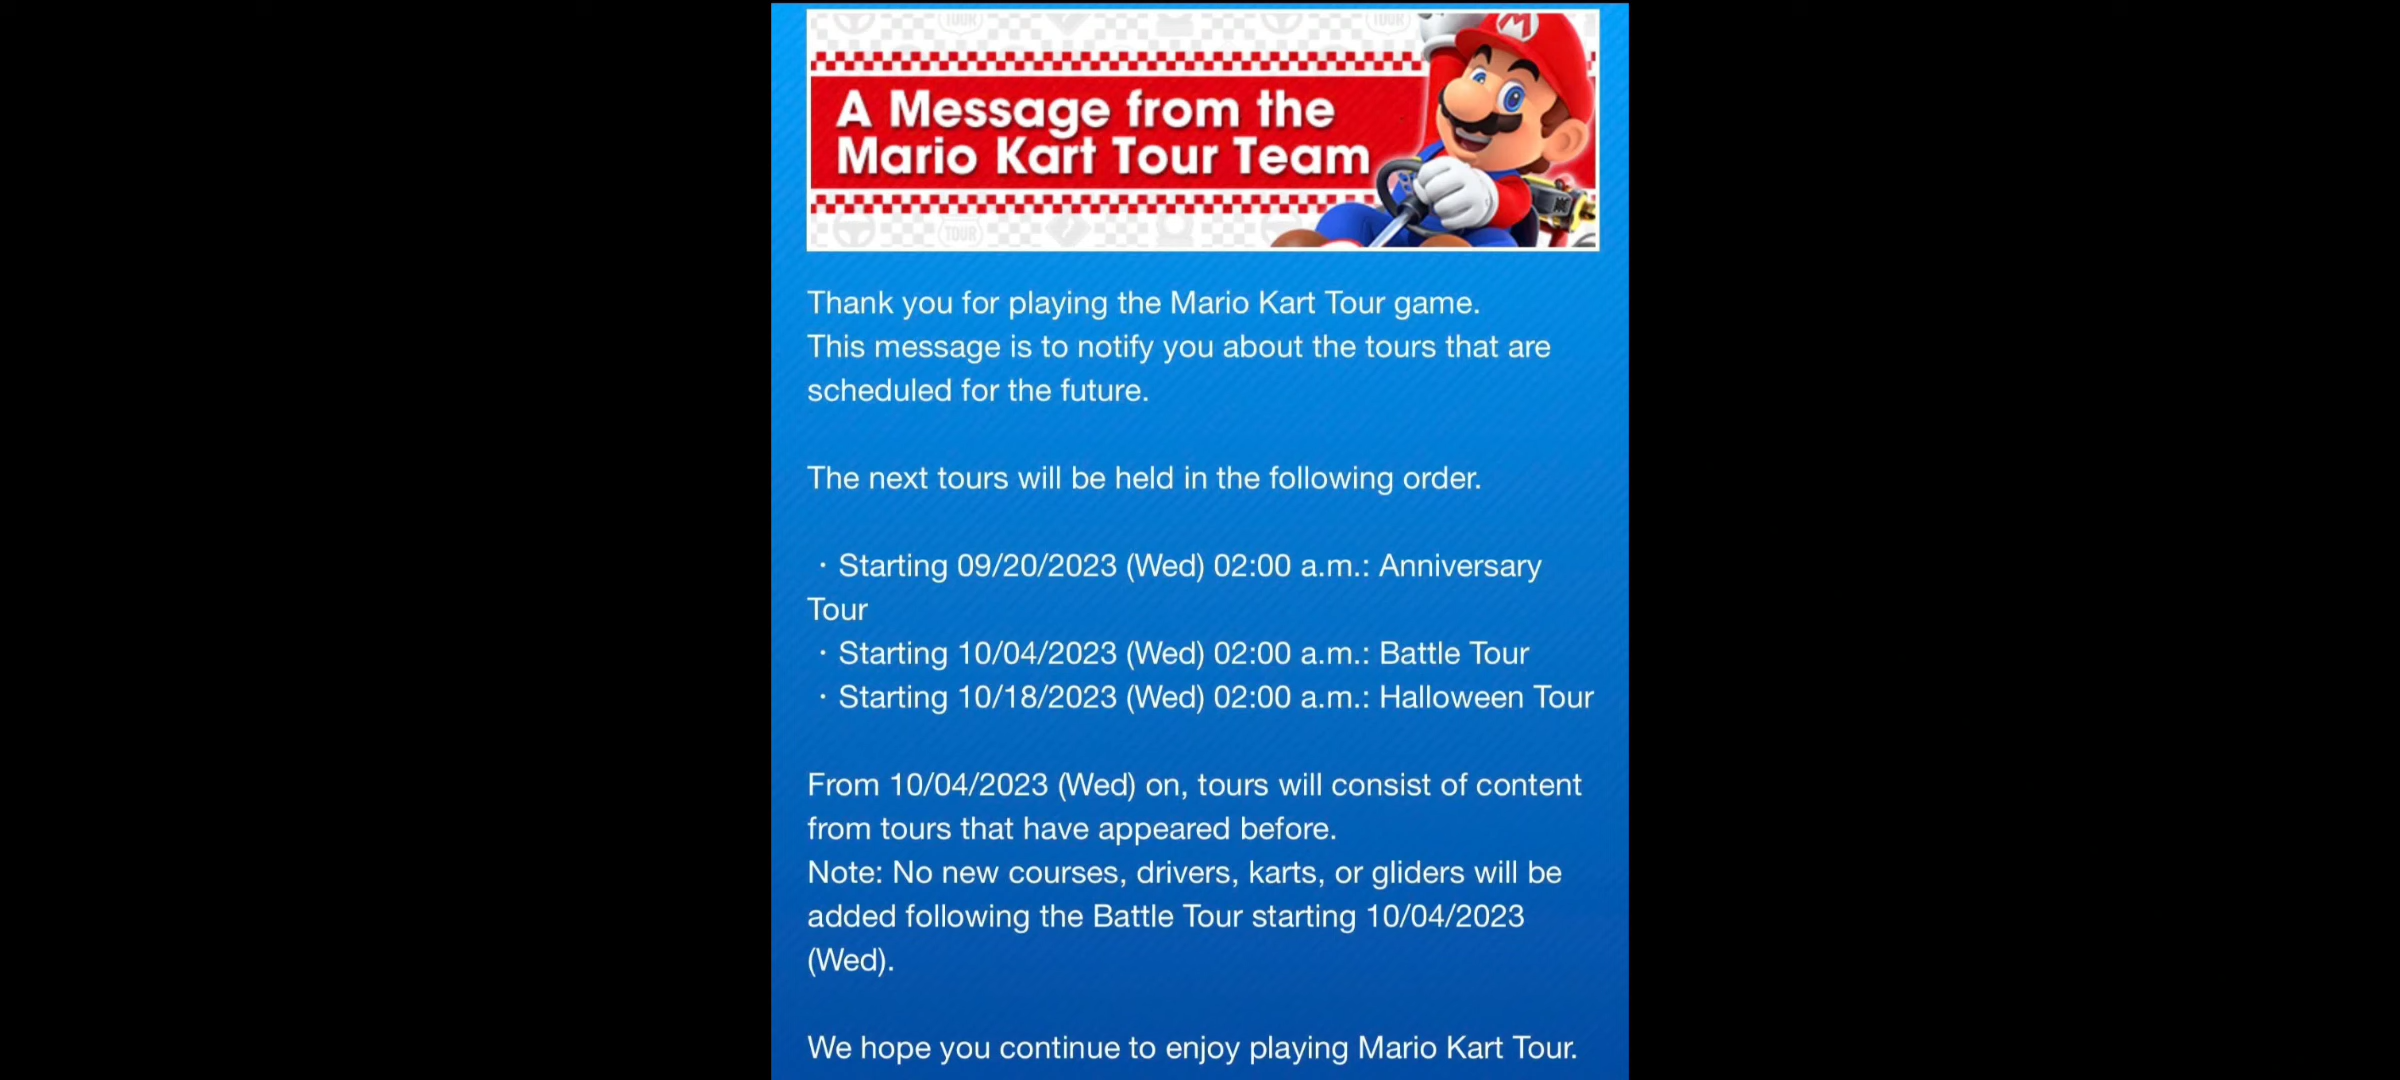 A Message from the
Mario Kart Tour Team
Thank you for playing the Mario Kart Tour game.
This message is to notify you about the tours that are
scheduled for the future.
The next tours will be held in the following order.
・Starting 09/20/2023 (Wed) 02:00 a.m.: Anniversary
Tour
・Starting 10/04/2023 (Wed) 02:00 a.m.: Battle Tour
・Starting 10/18/2023 (Wed) 02:00 a.m.: Halloween Tour
From 10/04/2023 (Wed) on, tours will consist of content
from tours that have appeared before.
Note: No new courses, drivers, karts, or gliders will be
added following the Battle Tour starting 10/04/2023
(Wed).
We hope you continue to enjoy playing Mario Kart Tour.
TOUR
TOUR
TOUR
M